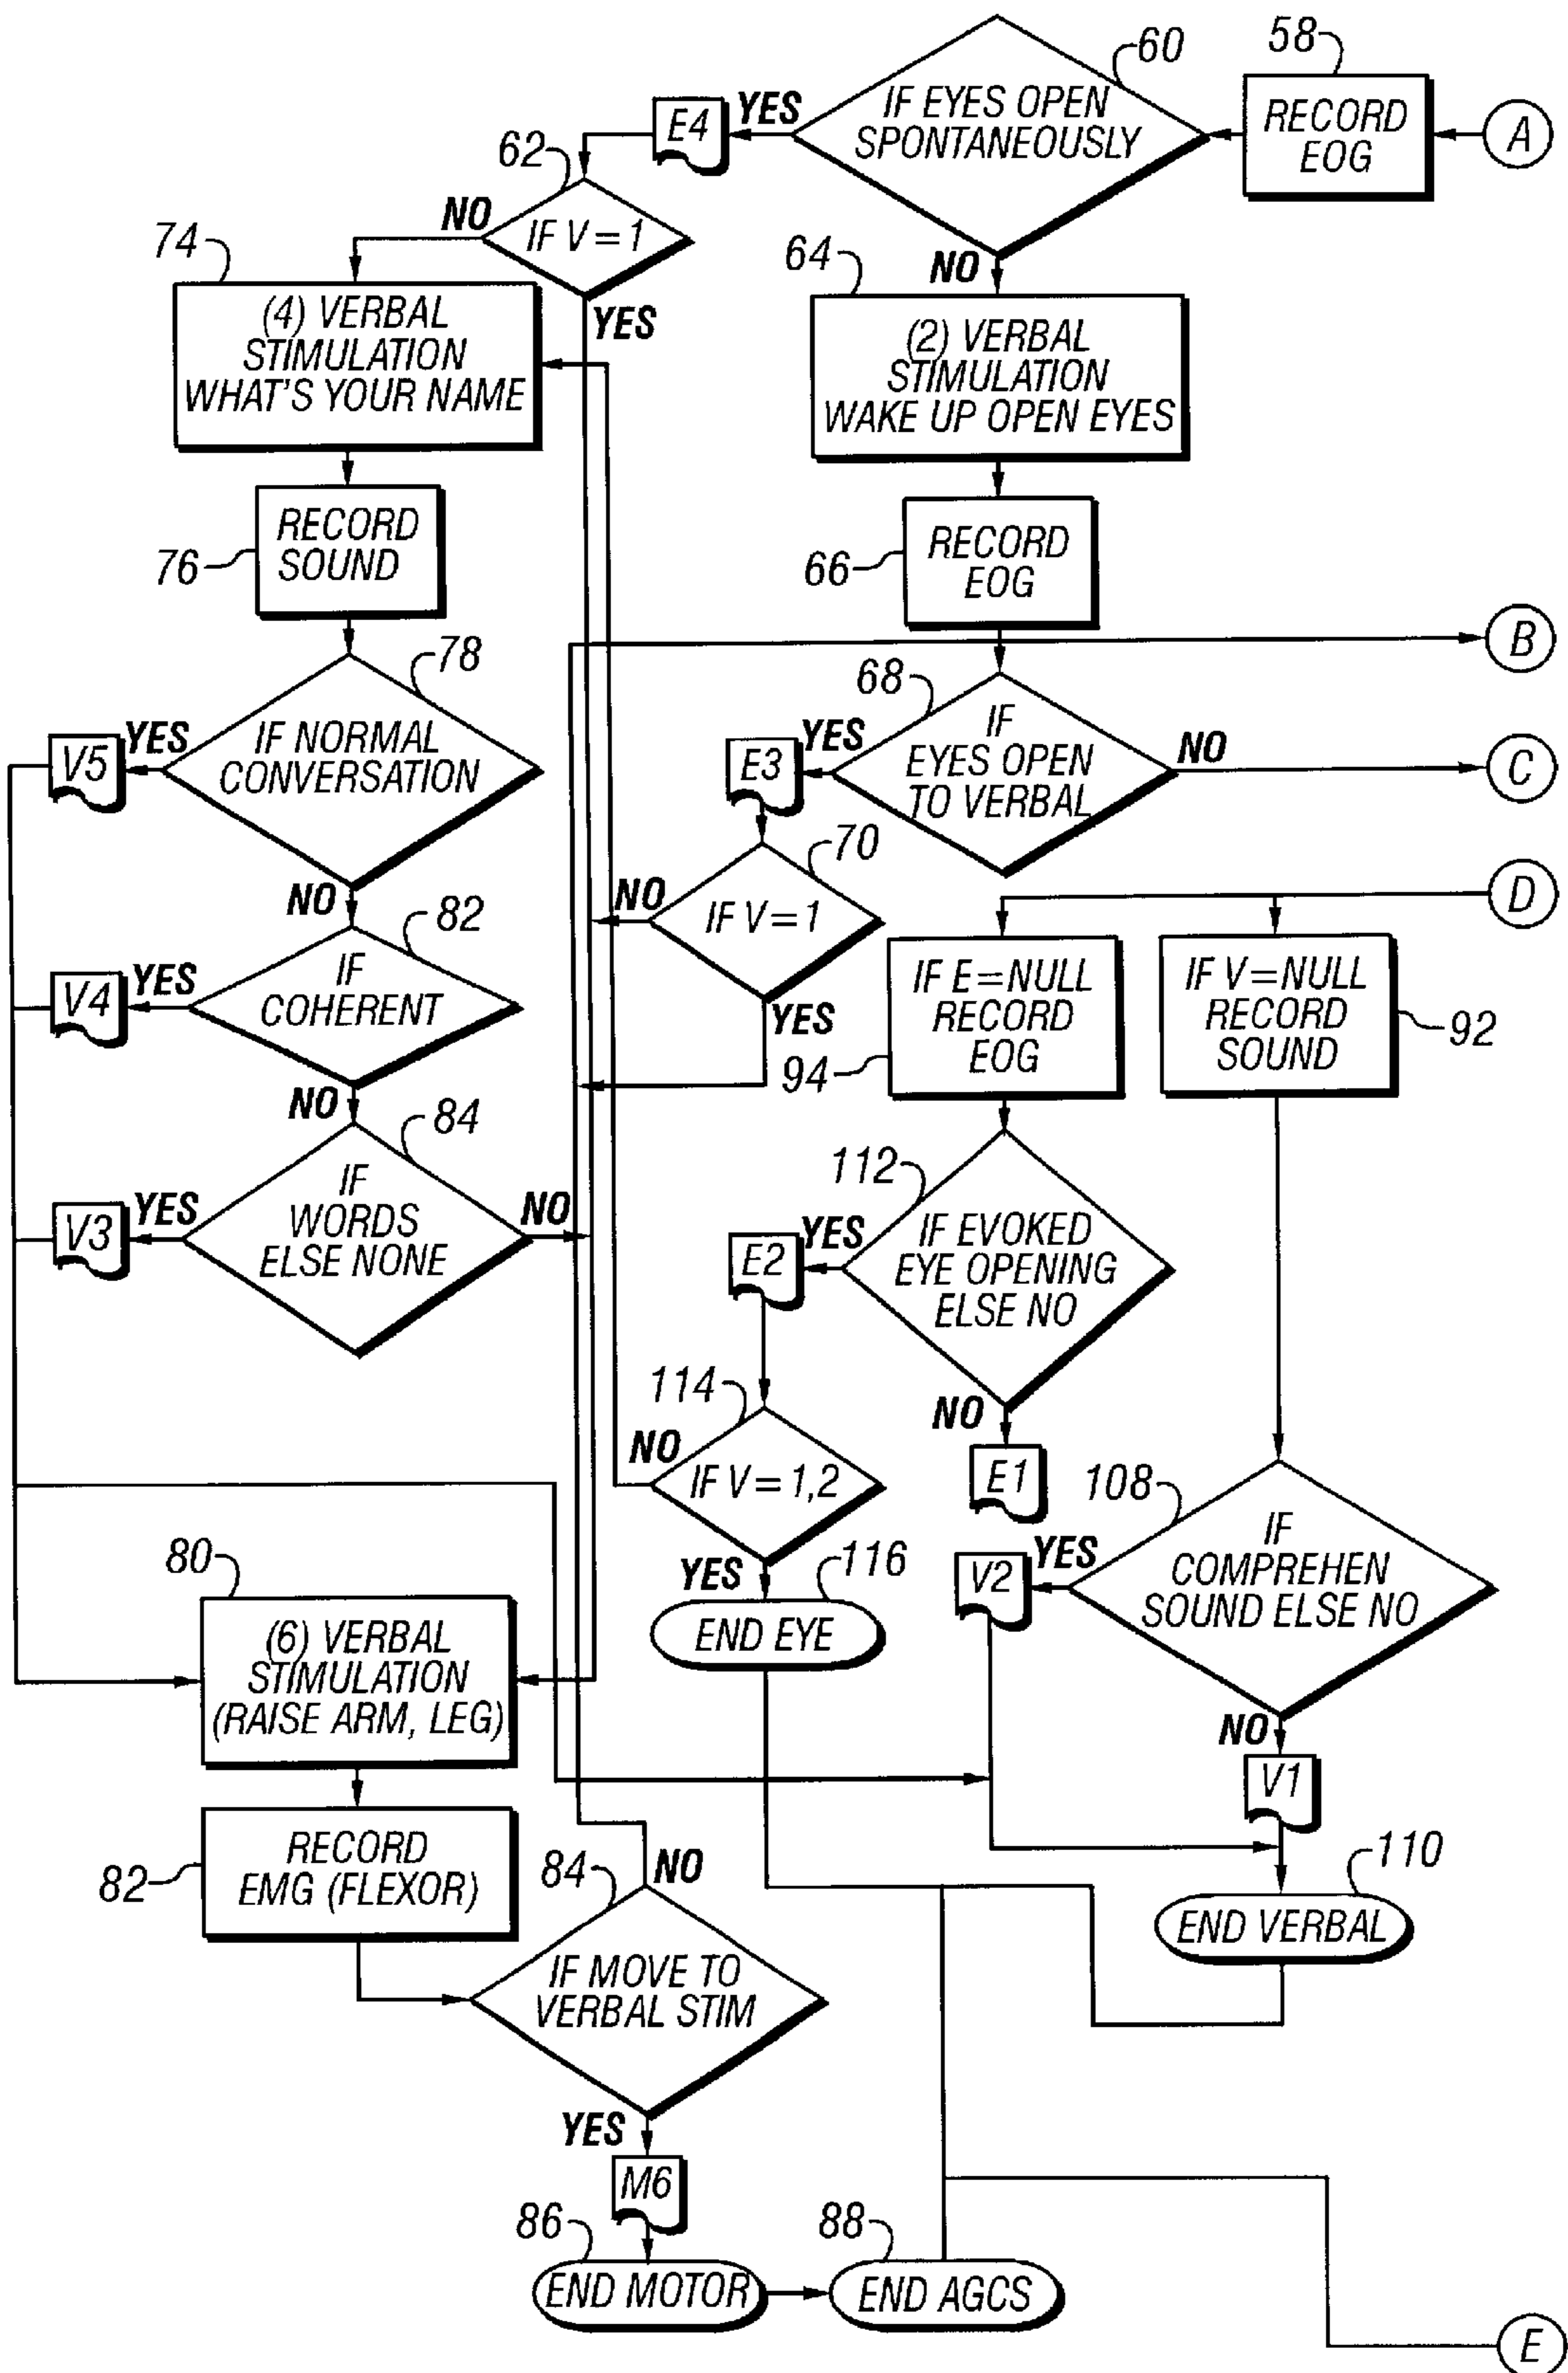 58
60
IF EYES OPEN
SPONTANEOUSLY
RECORD
EOG
A
YES
E4
62
NO
IF V = 1
YES
74
(4) VERBAL
STIMULATION
WHAT'S YOUR NAME
NO
64
(2) VERBAL
STIMULATION
WAKE UP OPEN EYES
RECORD
SOUND
76
RECORD
EOG
66
B
78
IF NORMAL
CONVERSATION
YES
V5
NO
68
IF
EYES OPEN
TO VERBAL
YES
E3
NO
C
70
IF V = 1
NO
YES
D
82
IF
COHERENT
YES
V4
NO
IF E=NULL
RECORD
EOG
94
IF V=NULL
RECORD
SOUND
92
84
IF
WORDS
ELSE NONE
YES
V3
NO
112
IF EVOKED
EYE OPENING
ELSE NO
YES
E2
NO
E1
114
NO
IF V = 1,2
YES
116
END EYE
108
IF
COMPREHEN
SOUND ELSE NO
YES
V2
NO
V1
110
END VERBAL
80
(6) VERBAL
STIMULATION
(RAISE ARM, LEG)
RECORD
EMG (FLEXOR)
82
84
NO
IF MOVE TO
VERBAL STIM
YES
M6
86
END MOTOR
88
END AGCS
E